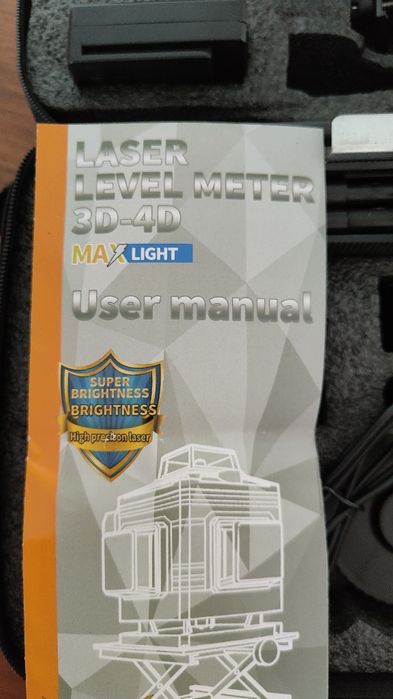 LASER
LEVEL METER
3D-4D
MAX LIGHT
User manual
SUPER
BRIGHTNESS
BRIGHTNESS
High precision laser